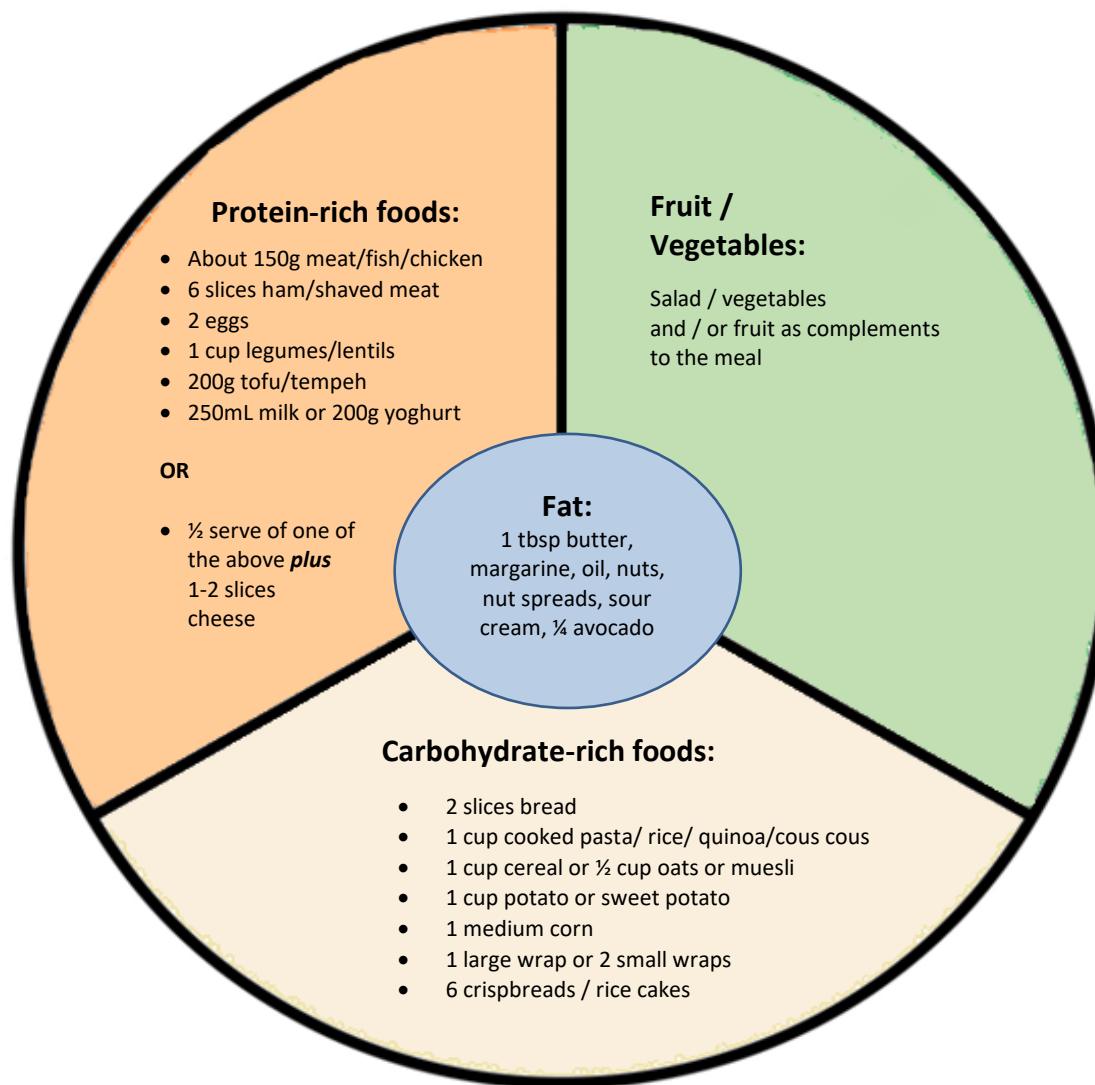 Protein-rich foods:
• About 150g meat/fish/chicken
• 6 slices ham/shaved meat
• 2 eggs
• 1 cup legumes/lentils
• 200g tofu/tempeh
• 250mL milk or 200g yoghurt
OR
• ½ serve of one of
the above plus
1-2 slices
cheese
Fruit /
Vegetables:
Salad / vegetables
and / or fruit as complements
to the meal
Fat:
1 tbsp butter,
margarine, oil, nuts,
nut spreads, sour
cream, ¼ avocado
Carbohydrate-rich foods:
• 2 slices bread
• 1 cup cooked pasta/ rice/ quinoa/cous cous
• 1 cup cereal or ½ cup oats or muesli
• 1 cup potato or sweet potato
• 1 medium corn
• 1 large wrap or 2 small wraps
• 6 crispbreads / rice cakes